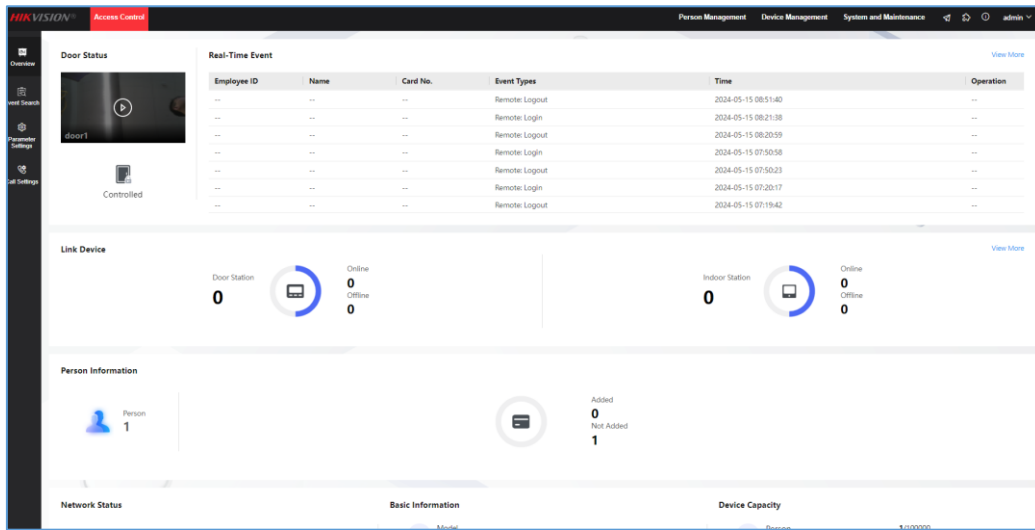 HIKVISION® Access Control Person Management Device Management System and Maintenance admin
Overview
vent Search
Parameter Settings
Call Settings
Door Status
door1
Controlled
Real-Time Event View More
Employee ID Name Card No. Event Types Time Operation
-- -- -- Remote: Logout 2024-05-15 08:51:40 --
-- -- -- Remote: Login 2024-05-15 08:21:38 --
-- -- -- Remote: Logout 2024-05-15 08:20:59 --
-- -- -- Remote: Login 2024-05-15 07:50:58 --
-- -- -- Remote: Logout 2024-05-15 07:50:23 --
-- -- -- Remote: Login 2024-05-15 07:20:17 --
-- -- -- Remote: Logout 2024-05-15 07:19:42 --
Link Device View More
Door Station
0
Online
0
Offline
0
Indoor Station
0
Online
0
Offline
0
Person Information
Person
1
Added
0
Not Added
1
Network Status Basic Information Device Capacity
Model Person 1/100000